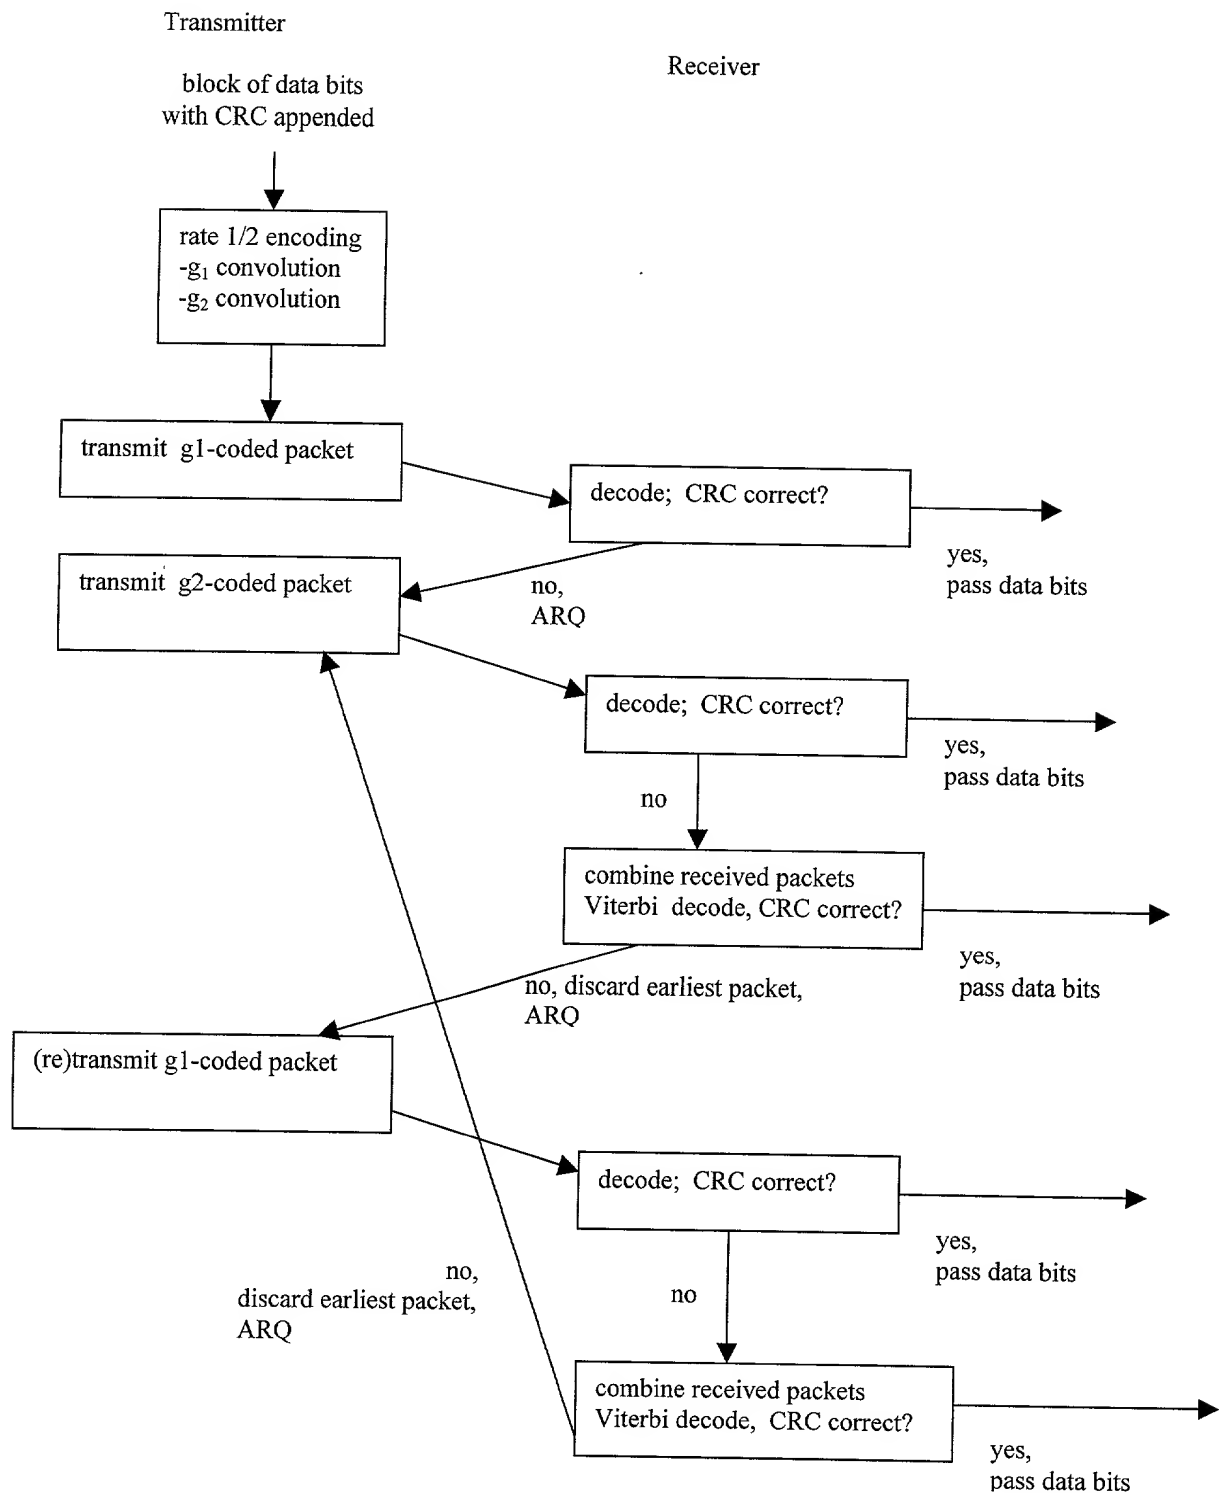 Transmitter
Receiver
block of data bits
with CRC appended
rate 1/2 encoding
-g₁ convolution
-g₂ convolution
transmit g1-coded packet
decode; CRC correct?
yes,
pass data bits
no,
ARQ
transmit g2-coded packet
decode; CRC correct?
yes,
pass data bits
no
combine received packets
Viterbi decode, CRC correct?
yes,
pass data bits
no, discard earliest packet,
ARQ
(re)transmit g1-coded packet
decode; CRC correct?
yes,
pass data bits
no
no,
discard earliest packet,
ARQ
combine received packets
Viterbi decode, CRC correct?
yes,
pass data bits